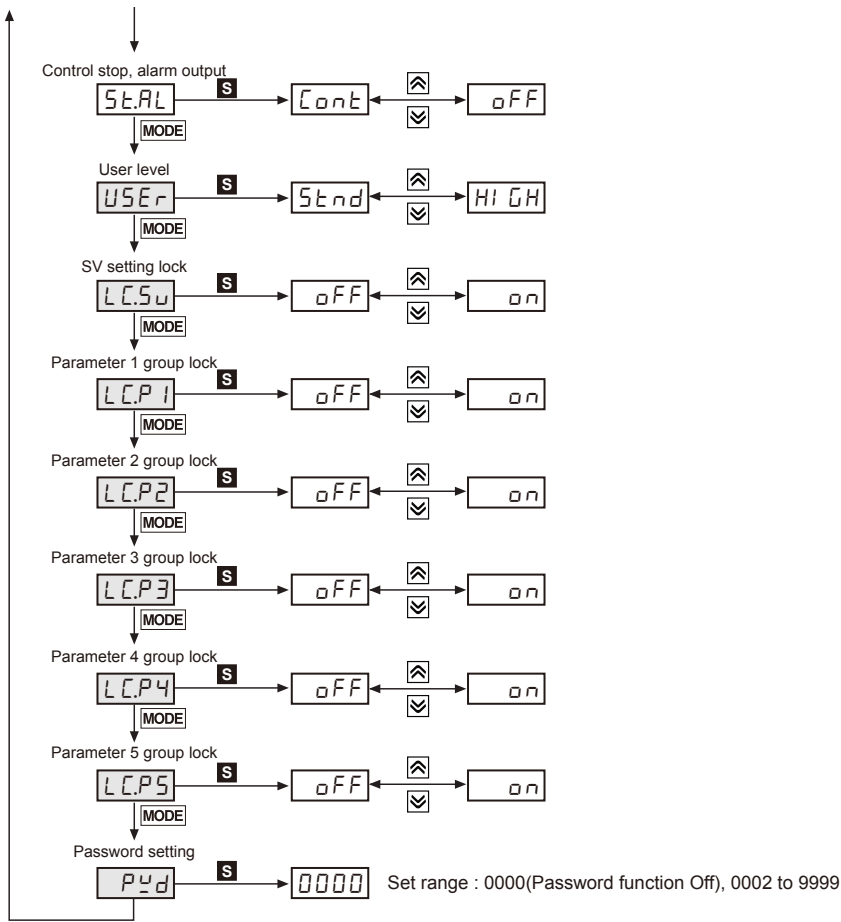 Control stop, alarm output
St.AL S Cont oFF
MODE
User level
USEr S Stnd HIGH
MODE
SV setting lock
LC.Sv S oFF on
MODE
Parameter 1 group lock
LC.P1 S oFF on
MODE
Parameter 2 group lock
LC.P2 S oFF on
MODE
Parameter 3 group lock
LC.P3 S oFF on
MODE
Parameter 4 group lock
LC.P4 S oFF on
MODE
Parameter 5 group lock
LC.P5 S oFF on
MODE
Password setting
PWd S 0000 Set range : 0000(Password function Off), 0002 to 9999